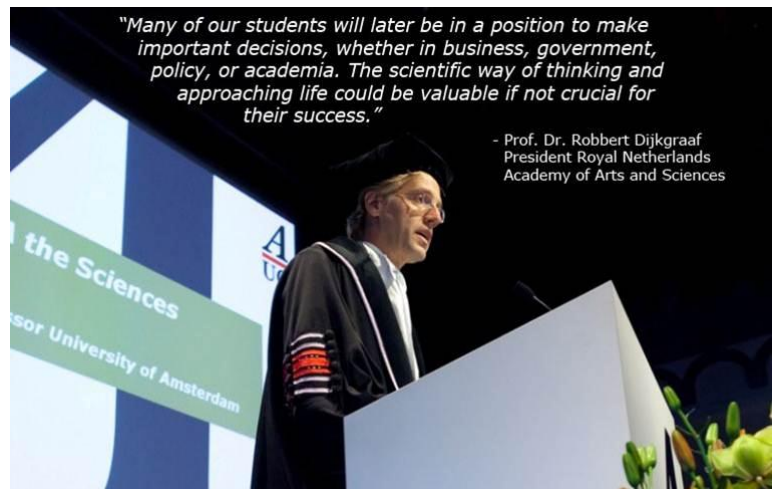 “Many of our students will later be in a position to make
important decisions, whether in business, government,
policy, or academia. The scientific way of thinking and
approaching life could be valuable if not crucial for
their success.”
- Prof. Dr. Robbert Dijkgraaf
President Royal Netherlands
Academy of Arts and Sciences
the Sciences
ssor University of Amsterdam
A
UC